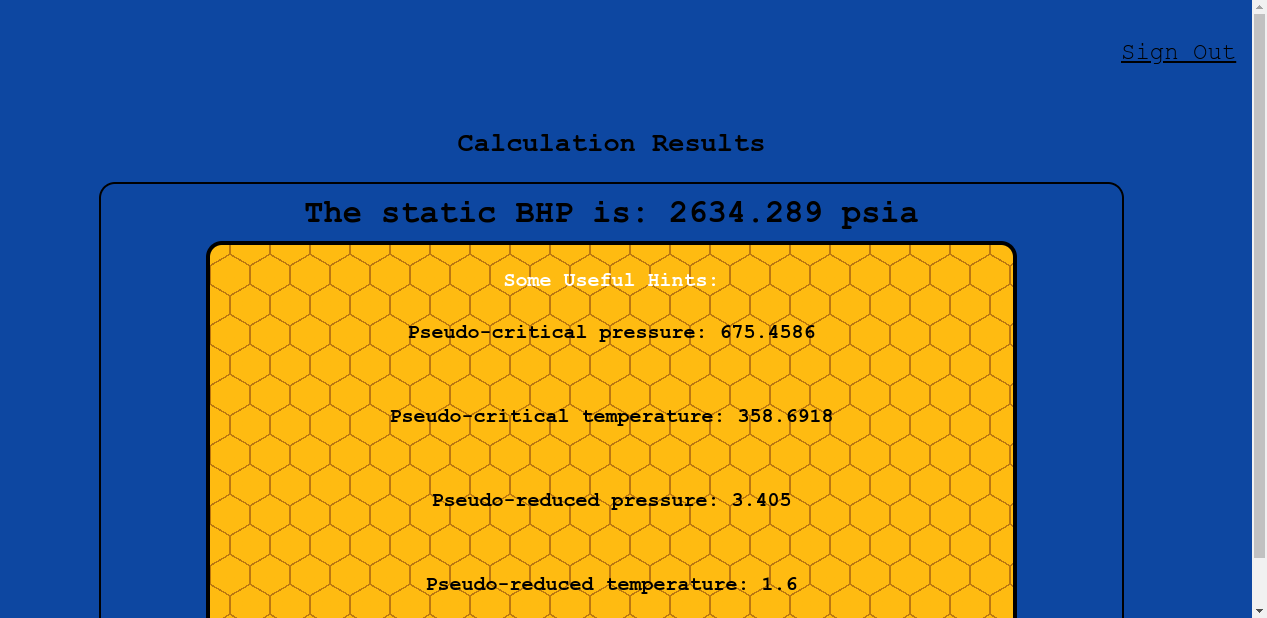 Sign Out
Calculation Results
The static BHP is: 2634.289 psia
Some Useful Hints:
Pseudo-critical pressure: 675.4586
Pseudo-critical temperature: 358.6918
Pseudo-reduced pressure: 3.405
Pseudo-reduced temperature: 1.6